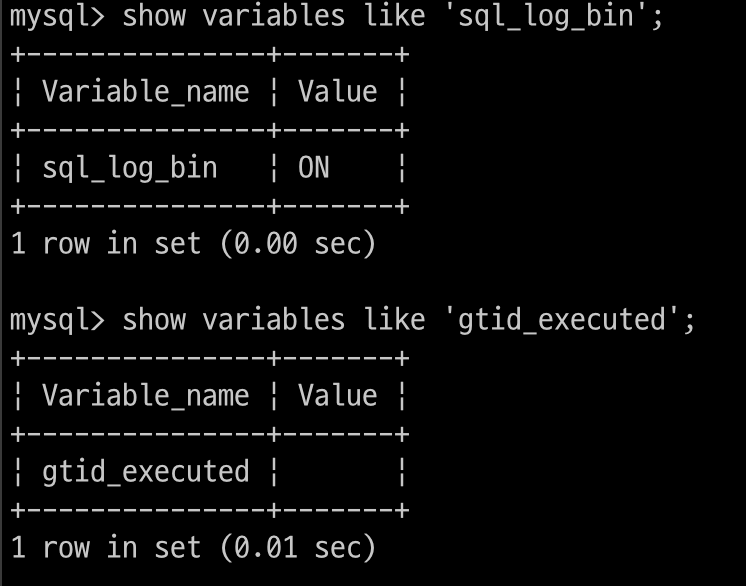 mysql> show variables like 'sql_log_bin';
+---------------+-------+
¦ Variable_name ¦ Value ¦
+---------------+-------+
¦ sql_log_bin   ¦ ON    ¦
+---------------+-------+
1 row in set (0.00 sec)

mysql> show variables like 'gtid_executed';
+---------------+-------+
¦ Variable_name ¦ Value ¦
+---------------+-------+
¦ gtid_executed ¦       ¦
+---------------+-------+
1 row in set (0.01 sec)